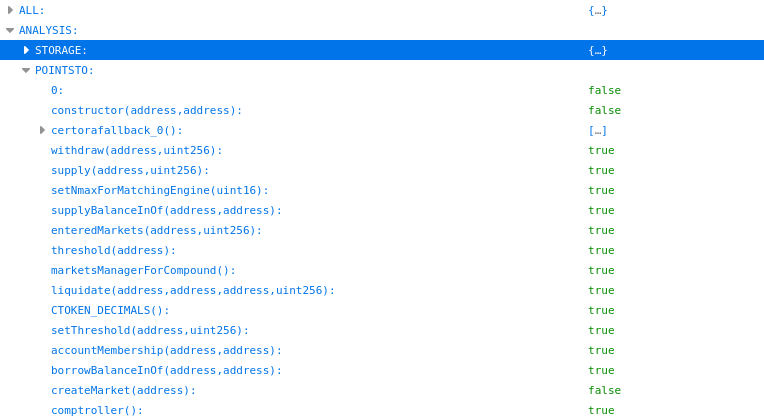 ALL: {…}
ANALYSIS:
STORAGE: {…}
POINTSTO:
0: false
constructor(address,address): false
certorafallback_0(): […]
withdraw(address,uint256): true
supply(address,uint256): true
setNmaxForMatchingEngine(uint16): true
supplyBalanceInOf(address,address): true
enteredMarkets(address,uint256): true
threshold(address): true
marketsManagerForCompound(): true
liquidate(address,address,address,uint256): true
CTOKEN_DECIMALS(): true
setThreshold(address,uint256): true
accountMembership(address,address): true
borrowBalanceInOf(address,address): true
createMarket(address): false
comptroller(): true